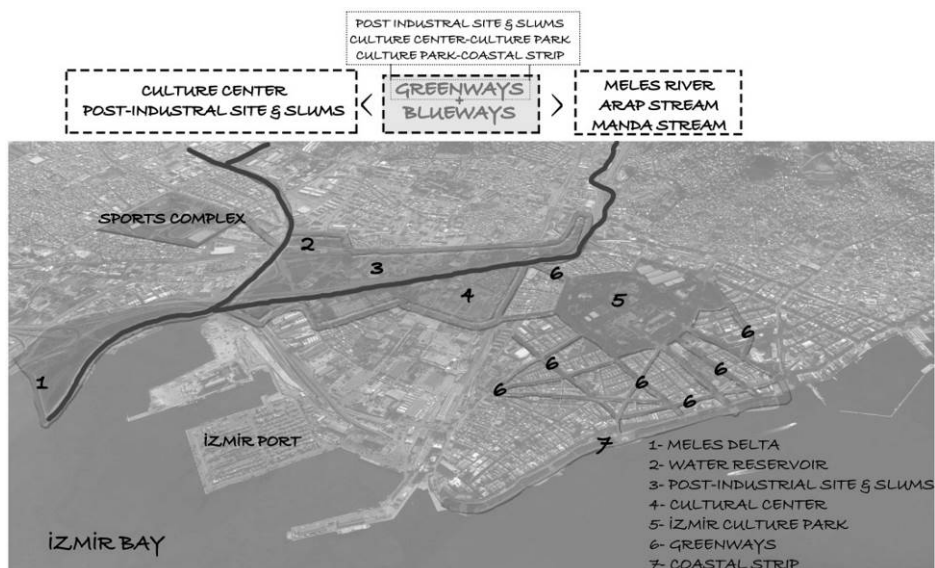 POST INDUSTRAL SITE & SLUMS
CULTURE CENTER-CULTURE PARK
CULTURE PARK-COASTAL STRIP
CULTURE CENTER
POST-INDUSTRIAL SITE & SLUMS
<
GREENWAYS
+
BLUEWAYS
>
MELES RIVER
ARAP STREAM
MANDA STREAM
SPORTS COMPLEX
2
3
6
4
5
6
1
6
6
6
6
6
7
İZMİR PORT
İZMİR BAY
1- MELES DELTA
2- WATER RESERVOIR
3- POST-INDUSTRIAL SITE & SLUMS
4- CULTURAL CENTER
5- İZMİR CULTURE PARK
6- GREENWAYS
7- COASTAL STRIP